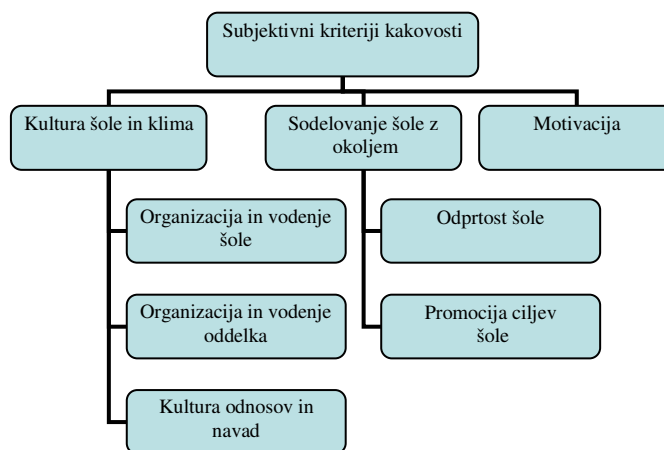 Subjektivni kriteriji kakovosti
Kultura šole in klima
Sodelovanje šole z
okoljem
Motivacija
Organizacija in vodenje
šole
Odprtost šole
Organizacija in vodenje
oddelka
Promocija ciljev
šole
Kultura odnosov in
navad